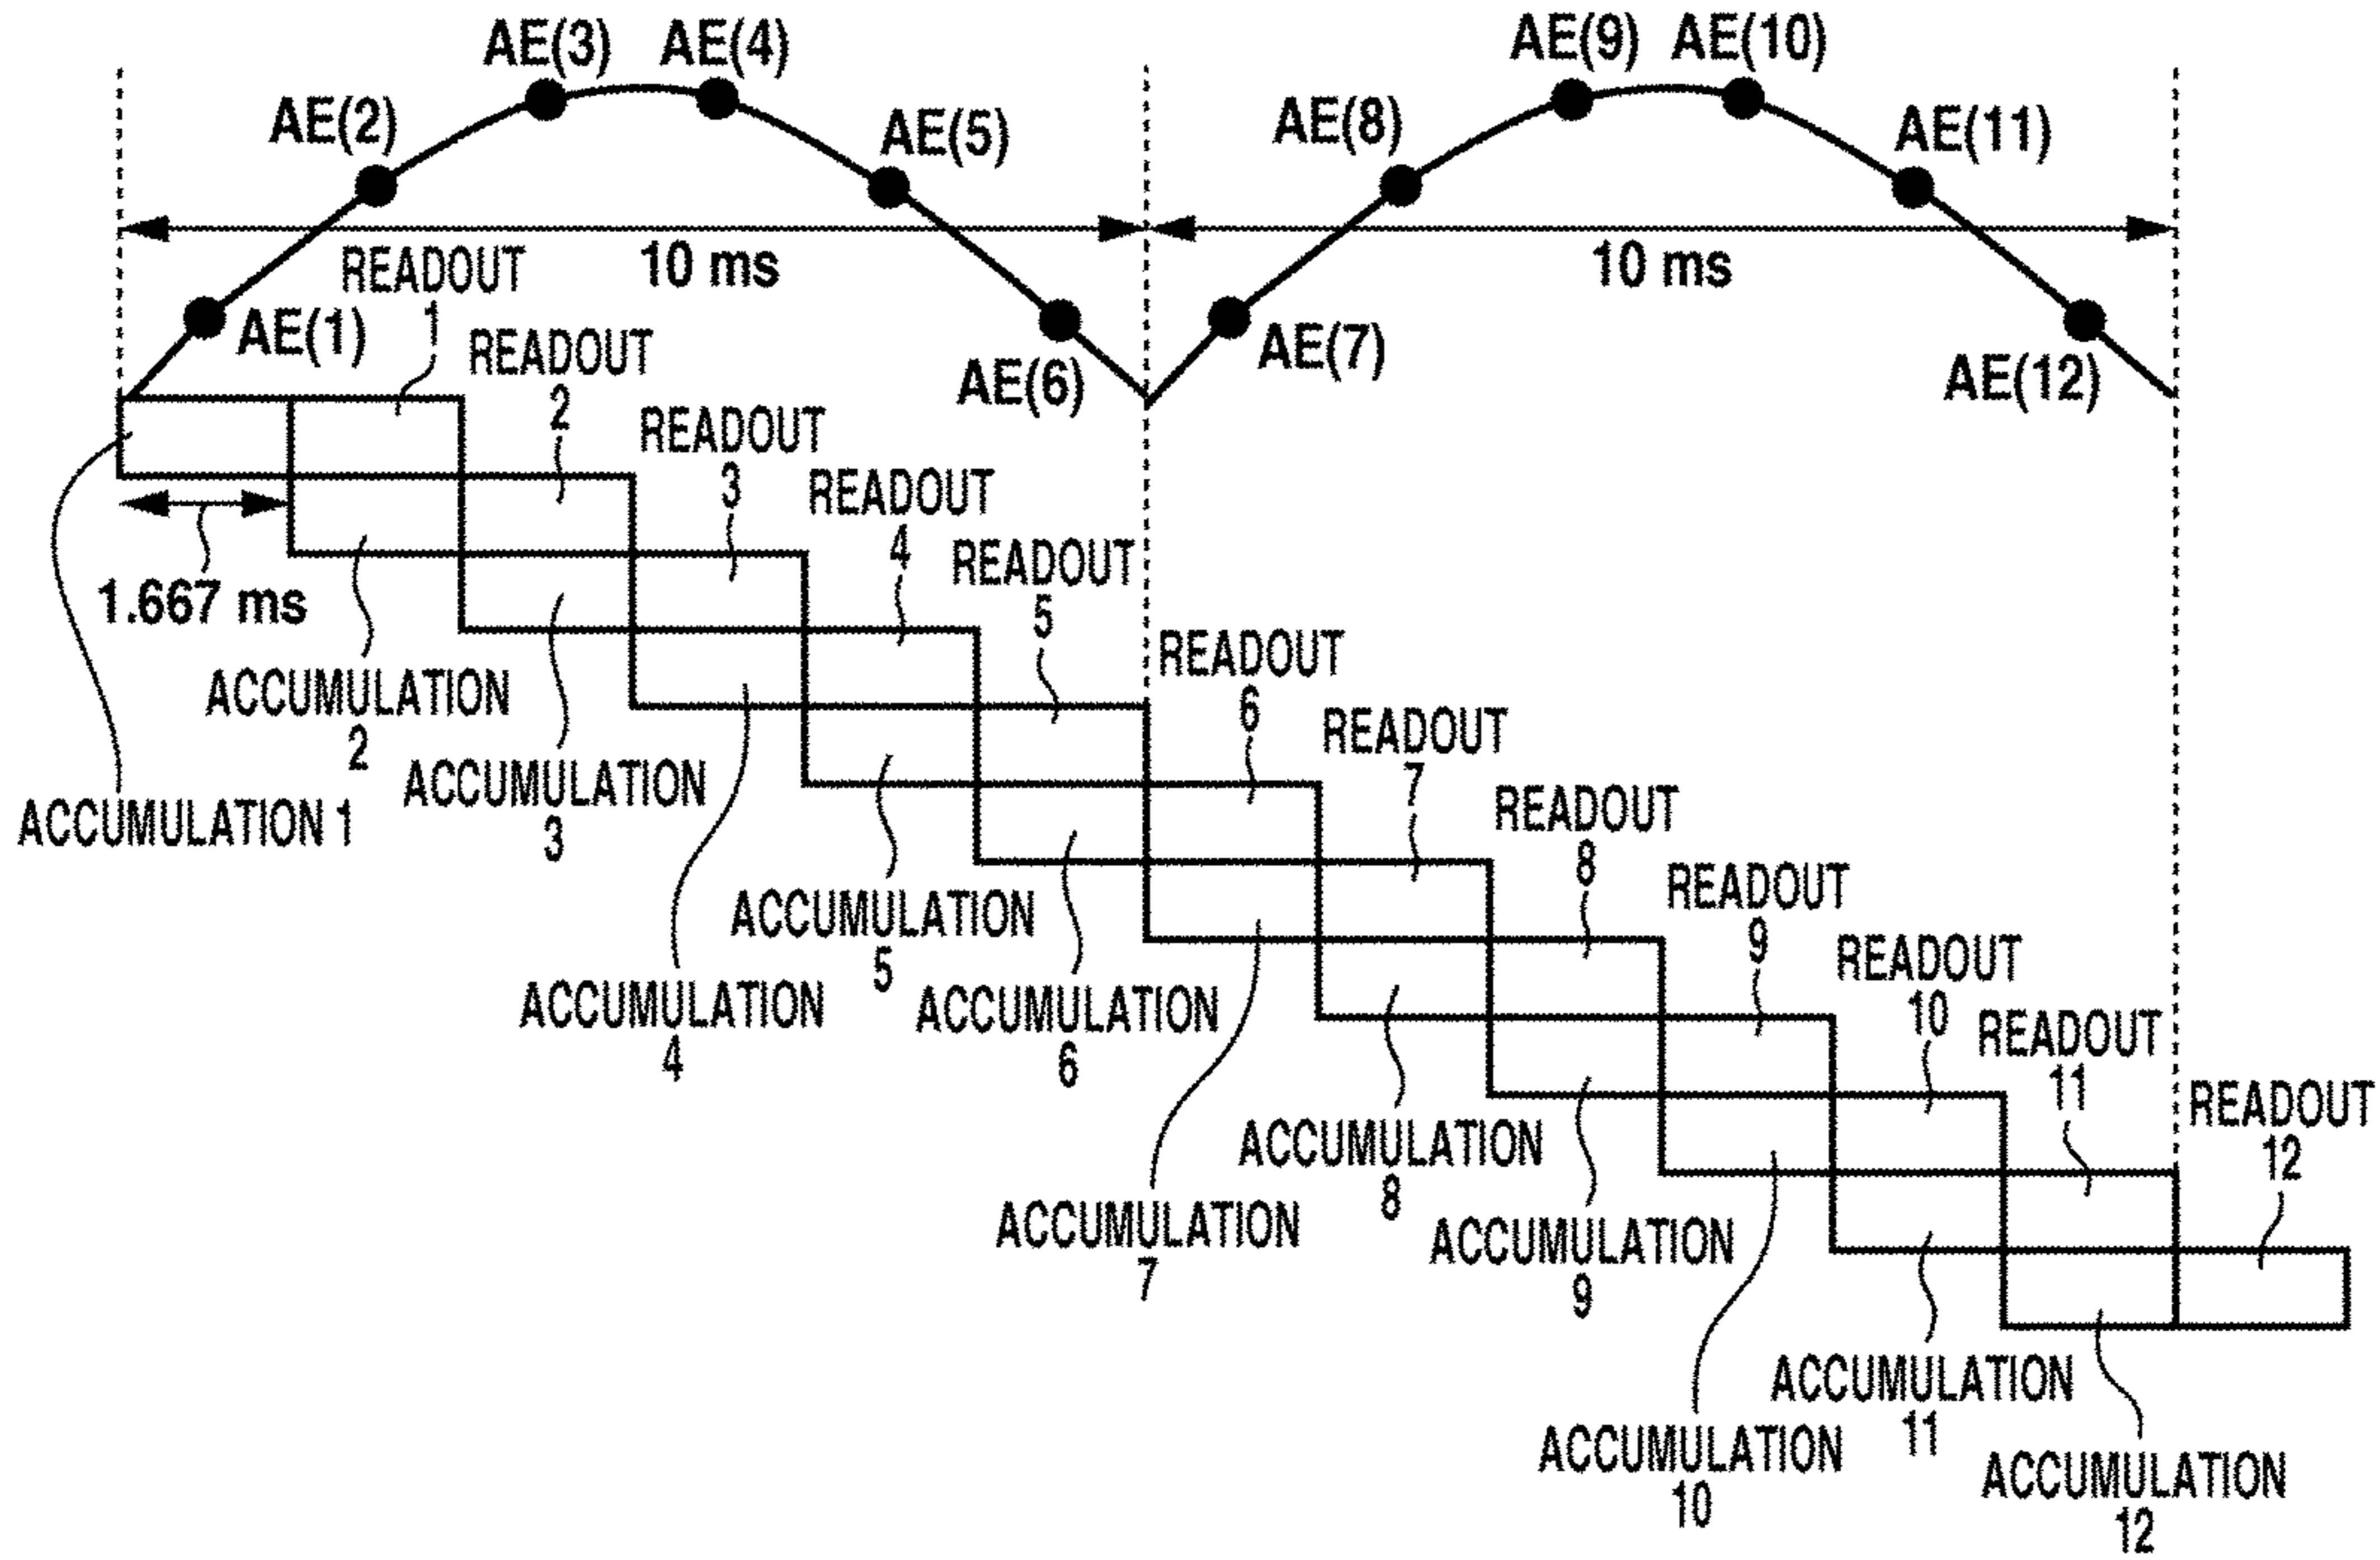 AE(3) AE(4)
AE(9) AE(10)
AE(2)
AE(5)
AE(8)
AE(11)
10 ms
10 ms
AE(1)
AE(6)
AE(7)
AE(12)
READOUT
1
READOUT
2
READOUT
3
READOUT
4
READOUT
5
READOUT
6
READOUT
7
READOUT
8
READOUT
9
READOUT
10
READOUT
11
READOUT
12
1.667 ms
ACCUMULATION 1
ACCUMULATION
2
ACCUMULATION
3
ACCUMULATION
4
ACCUMULATION
5
ACCUMULATION
6
ACCUMULATION
7
ACCUMULATION
8
ACCUMULATION
9
ACCUMULATION
10
ACCUMULATION
11
ACCUMULATION
12